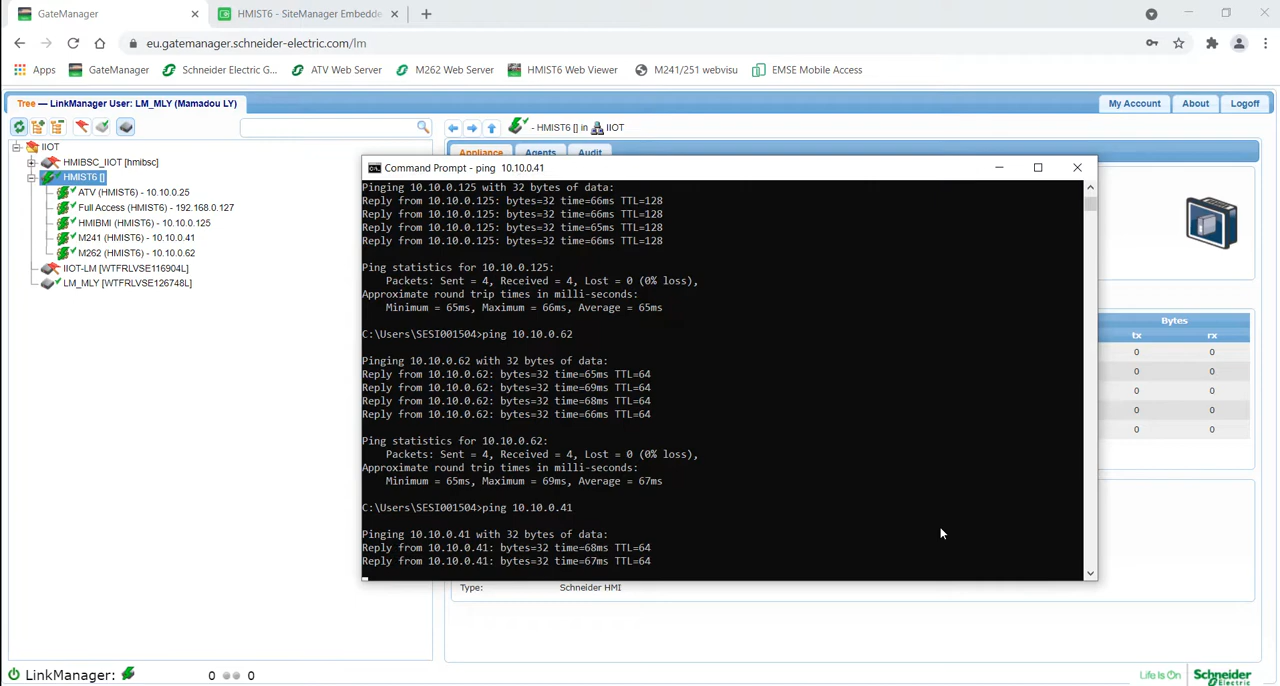 GateManager
HMIST6 - SiteManager Embedde
eu.gatemanager.schneider-electric.com/lm
Apps
GateManager
Schneider Electric G...
ATV Web Server
M262 Web Server
HMIST6 Web Viewer
M241/251 webvisu
EMSE Mobile Access
Tree — LinkManager User: LM_MLY (Mamadou LY)
My Account
About
Logoff
- HMIST6 [] in
IIOT
Appliance
Agents
Audit
IIOT
HMIBSC_IIOT [hmibsc]
HMIST6 []
ATV (HMIST6) - 10.10.0.25
Full Access (HMIST6) - 192.168.0.127
HMIBMI (HMIST6) - 10.10.0.125
M241 (HMIST6) - 10.10.0.41
M262 (HMIST6) - 10.10.0.62
IIOT-LM [WTFRLVSE116904L]
LM_MLY [WTFRLVSE126748L]
Command Prompt - ping 10.10.0.41
Pinging 10.10.0.125 with 32 bytes of data:
Reply from 10.10.0.125: bytes=32 time=66ms TTL=128
Reply from 10.10.0.125: bytes=32 time=66ms TTL=128
Reply from 10.10.0.125: bytes=32 time=65ms TTL=128
Reply from 10.10.0.125: bytes=32 time=66ms TTL=128
Ping statistics for 10.10.0.125:
Packets: Sent = 4, Received = 4, Lost = 0 (0% loss),
Approximate round trip times in milli-seconds:
Minimum = 65ms, Maximum = 66ms, Average = 65ms
C:\Users\SESI001504>ping 10.10.0.62
Pinging 10.10.0.62 with 32 bytes of data:
Reply from 10.10.0.62: bytes=32 time=65ms TTL=64
Reply from 10.10.0.62: bytes=32 time=69ms TTL=64
Reply from 10.10.0.62: bytes=32 time=68ms TTL=64
Reply from 10.10.0.62: bytes=32 time=66ms TTL=64
Ping statistics for 10.10.0.62:
Packets: Sent = 4, Received = 4, Lost = 0 (0% loss),
Approximate round trip times in milli-seconds:
Minimum = 65ms, Maximum = 69ms, Average = 67ms
C:\Users\SESI001504>ping 10.10.0.41
Pinging 10.10.0.41 with 32 bytes of data:
Reply from 10.10.0.41: bytes=32 time=68ms TTL=64
Reply from 10.10.0.41: bytes=32 time=67ms TTL=64
Bytes
tx rx
0 0
0 0
0 0
0 0
0 0
Type: Schneider HMI
LinkManager:
0 0
Life Is On
Schneider
Electric